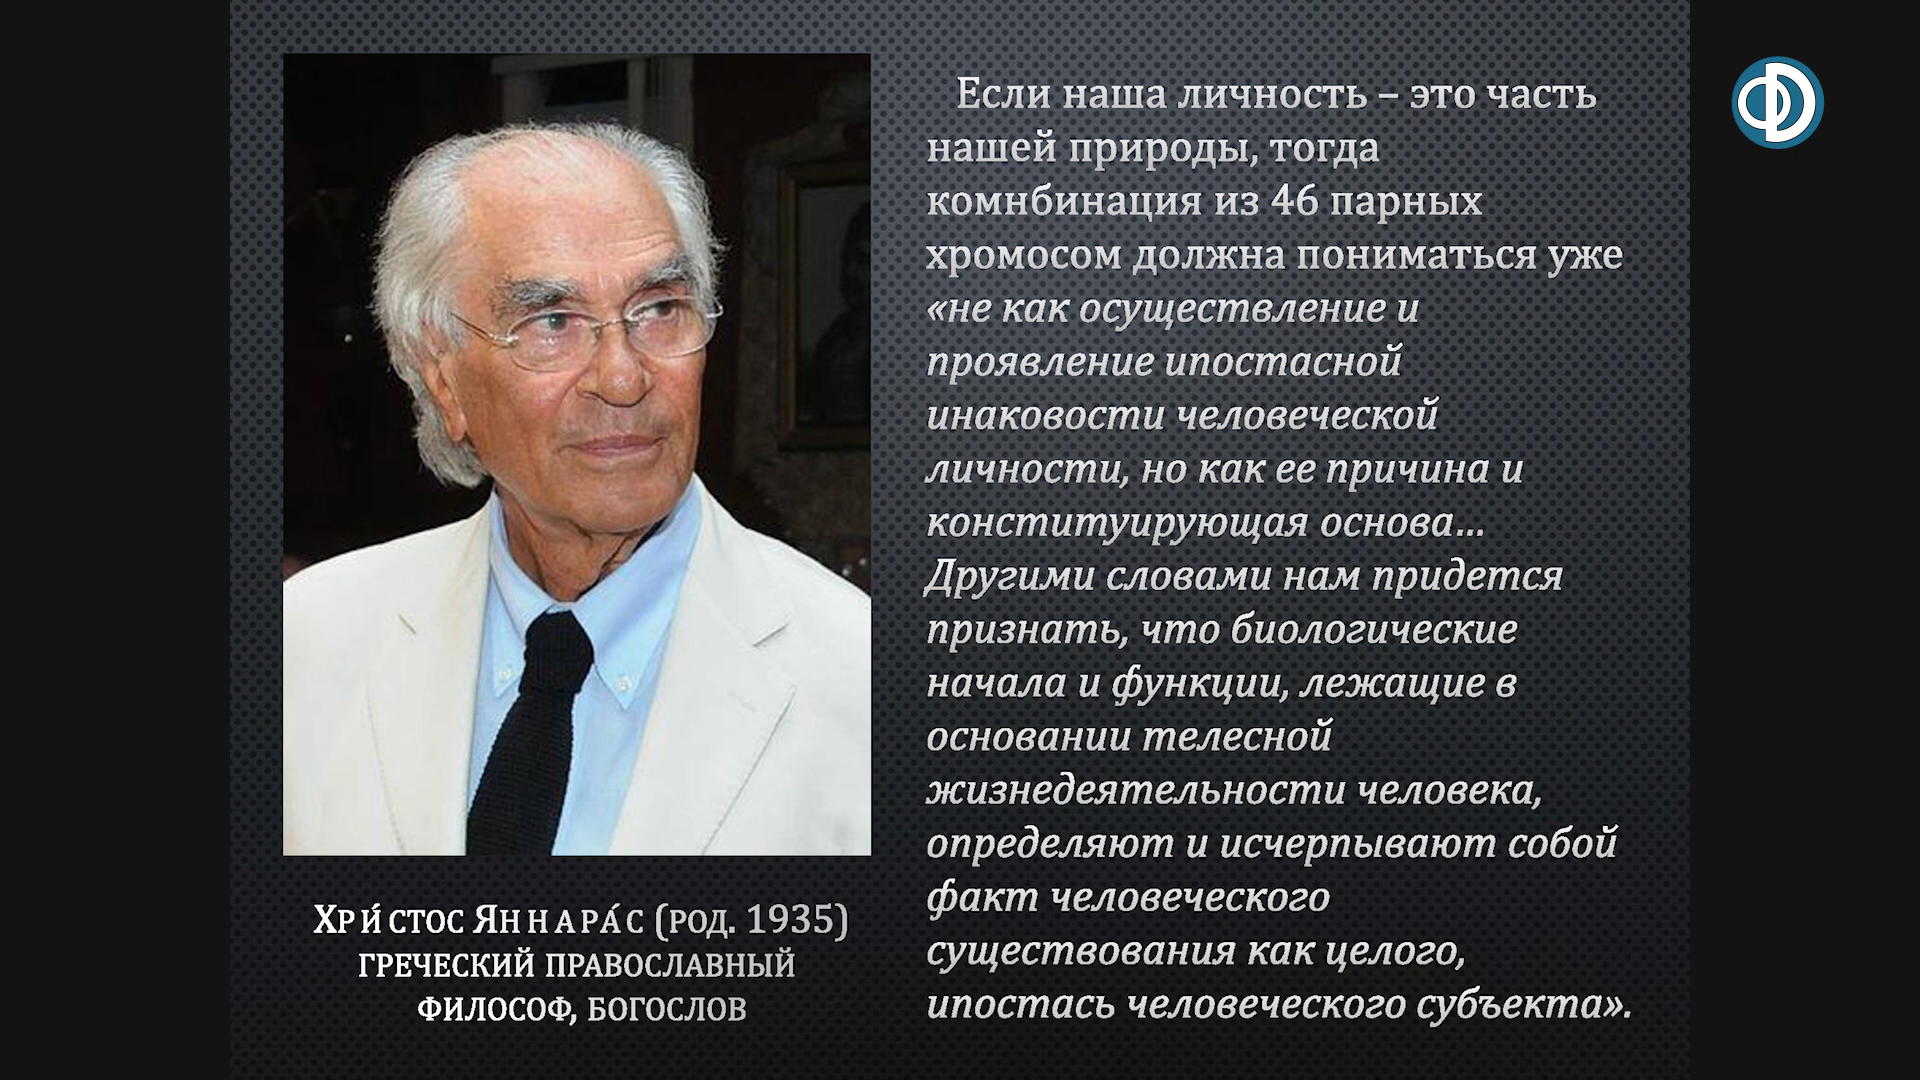 Хри́стос Яннара́с (род. 1935)
греческий православный
философ, богослов
Если наша личность – это часть
нашей природы, тогда
комнбинация из 46 парных
хромосом должна пониматься уже
«не как осуществление и
проявление ипостасной
инаковости человеческой
личности, но как ее причина и
конституирующая основа…
Другими словами нам придется
признать, что биологические
начала и функции, лежащие в
основании телесной
жизнедеятельности человека,
определяют и исчерпывают собой
факт человеческого
существования как целого,
ипостась человеческого субъекта».